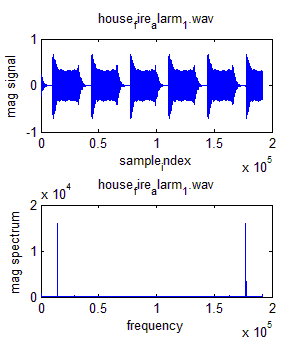 house_fire_alarm_1.wav
mag signal
1
0
-1
0 0.5 1 1.5 2
sample_index
x 10^5
house_fire_alarm_1.wav
x 10^4
mag spectrum
2
1
0
0 0.5 1 1.5 2
frequency
x 10^5